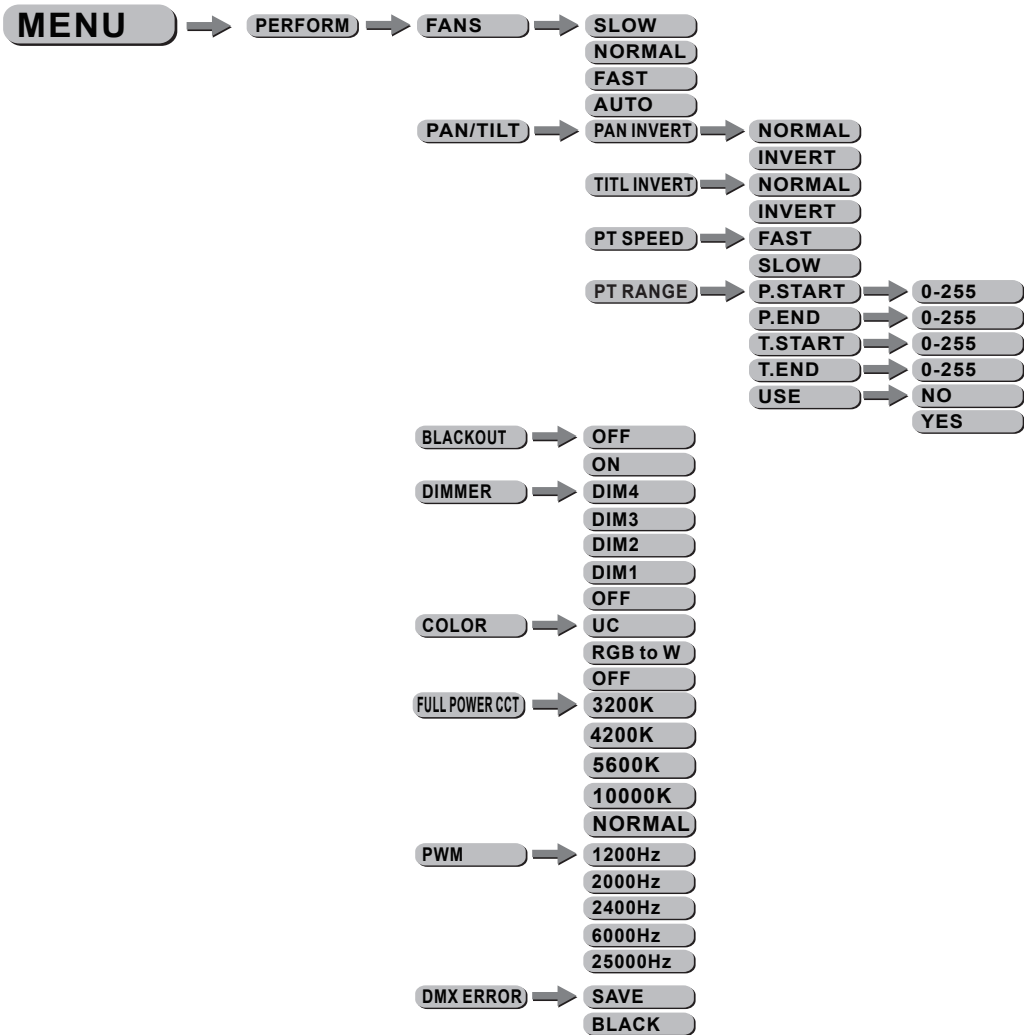 MENU PERFORM FANS SLOW
NORMAL
FAST
AUTO
PAN/TILT PAN INVERT NORMAL
INVERT
TITL INVERT NORMAL
INVERT
PT SPEED FAST
SLOW
PT RANGE P.START 0-255
P.END 0-255
T.START 0-255
T.END 0-255
USE NO
YES
BLACKOUT OFF
ON
DIMMER DIM4
DIM3
DIM2
DIM1
OFF
COLOR UC
RGB to W
OFF
FULL POWER CCT 3200K
4200K
5600K
10000K
NORMAL
PWM 1200Hz
2000Hz
2400Hz
6000Hz
25000Hz
DMX ERROR SAVE
BLACK